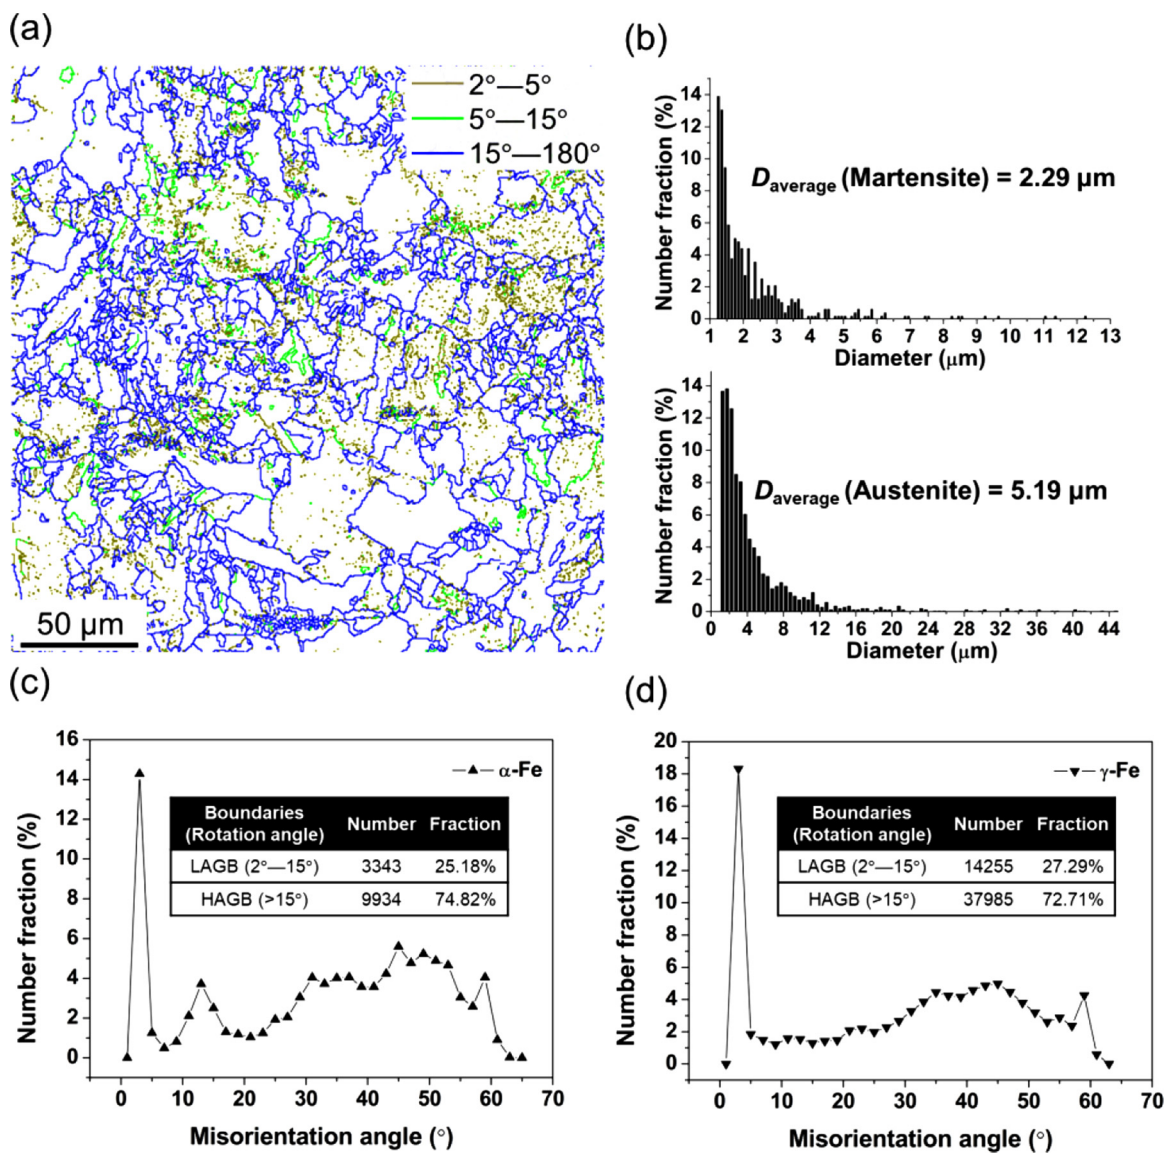 (a)
2°—5°
5°—15°
15°—180°
50 μm
(b)
Number fraction (%)
14
12
10
8
6
4
2
0
D average (Martensite) = 2.29 μm
1 2 3 4 5 6 7 8 9 10 11 12 13
Diameter (μm)
Number fraction (%)
14
12
10
8
6
4
2
0
D average (Austenite) = 5.19 μm
0 4 8 12 16 20 24 28 32 36 40 44
Diameter (μm)
(c)
Number fraction (%)
16
14
12
10
8
6
4
2
0
α-Fe
Boundaries
(Rotation angle) Number Fraction
LAGB (2°—15°) 3343 25.18%
HAGB (>15°) 9934 74.82%
0 10 20 30 40 50 60 70
Misorientation angle (°)
(d)
Number fraction (%)
20
18
16
14
12
10
8
6
4
2
0
γ-Fe
Boundaries
(Rotation angle) Number Fraction
LAGB (2°—15°) 14255 27.29%
HAGB (>15°) 37985 72.71%
0 10 20 30 40 50 60 70
Misorientation angle (°)